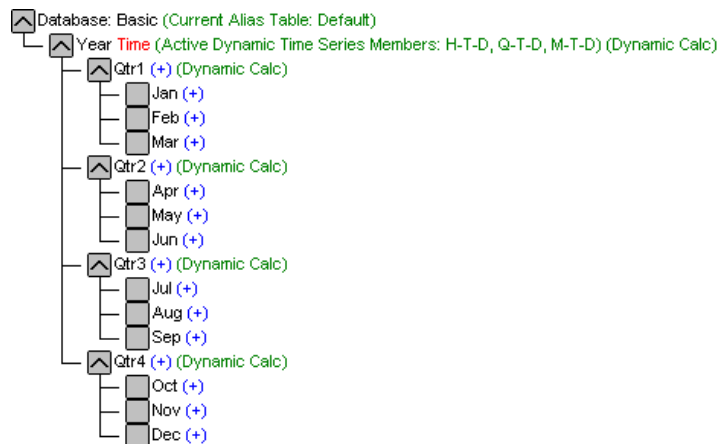 Database: Basic (Current Alias Table: Default)
Year Time (Active Dynamic Time Series Members: H-T-D, Q-T-D, M-T-D) (Dynamic Calc)
Qtr1 (+) (Dynamic Calc)
Jan (+)
Feb (+)
Mar (+)
Qtr2 (+) (Dynamic Calc)
Apr (+)
May (+)
Jun (+)
Qtr3 (+) (Dynamic Calc)
Jul (+)
Aug (+)
Sep (+)
Qtr4 (+) (Dynamic Calc)
Oct (+)
Nov (+)
Dec (+)